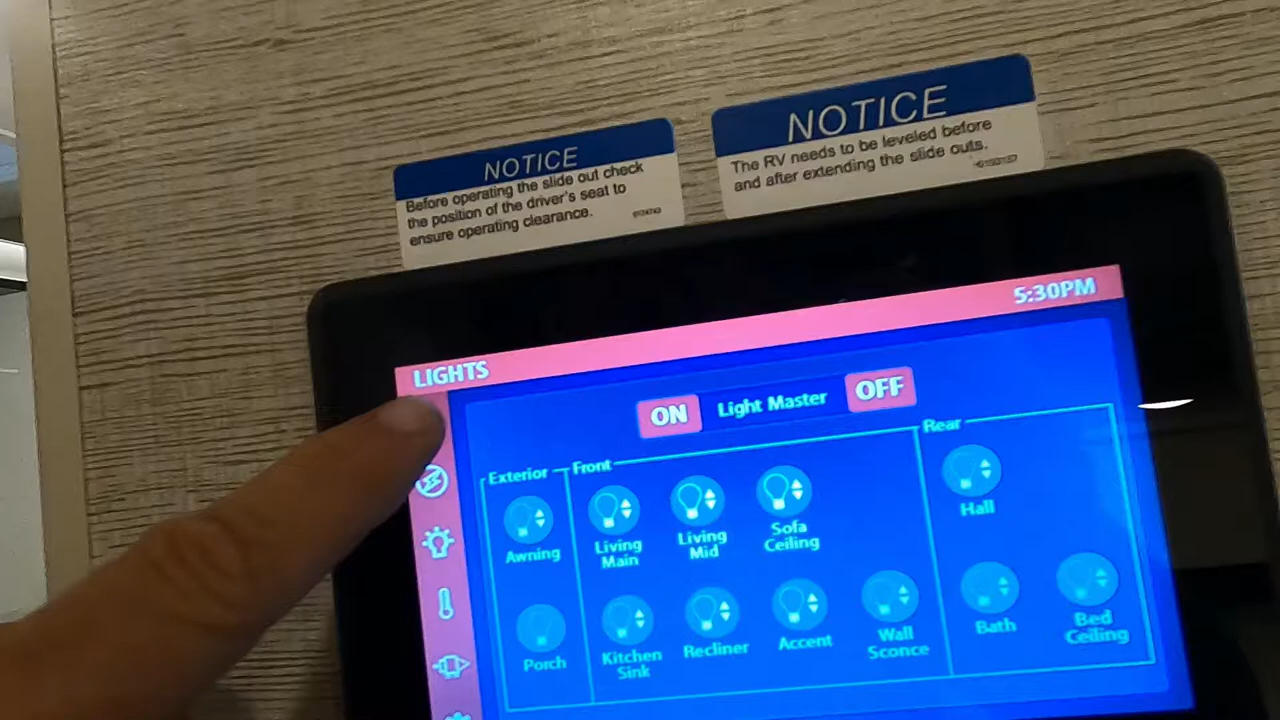 NOTICE
Before operating the slide out check
the position of the driver's seat to
ensure operating clearance.
NOTICE
The RV needs to be leveled before
and after extending the slide outs.
5:30PM
LIGHTS
ON Light Master OFF
Exterior
Front
Rear
Awning
Living
Main
Living
Mid
Sofa
Ceiling
Hall
Porch
Kitchen
Sink
Recliner
Accent
Wall
Sconce
Bath
Bed
Ceiling